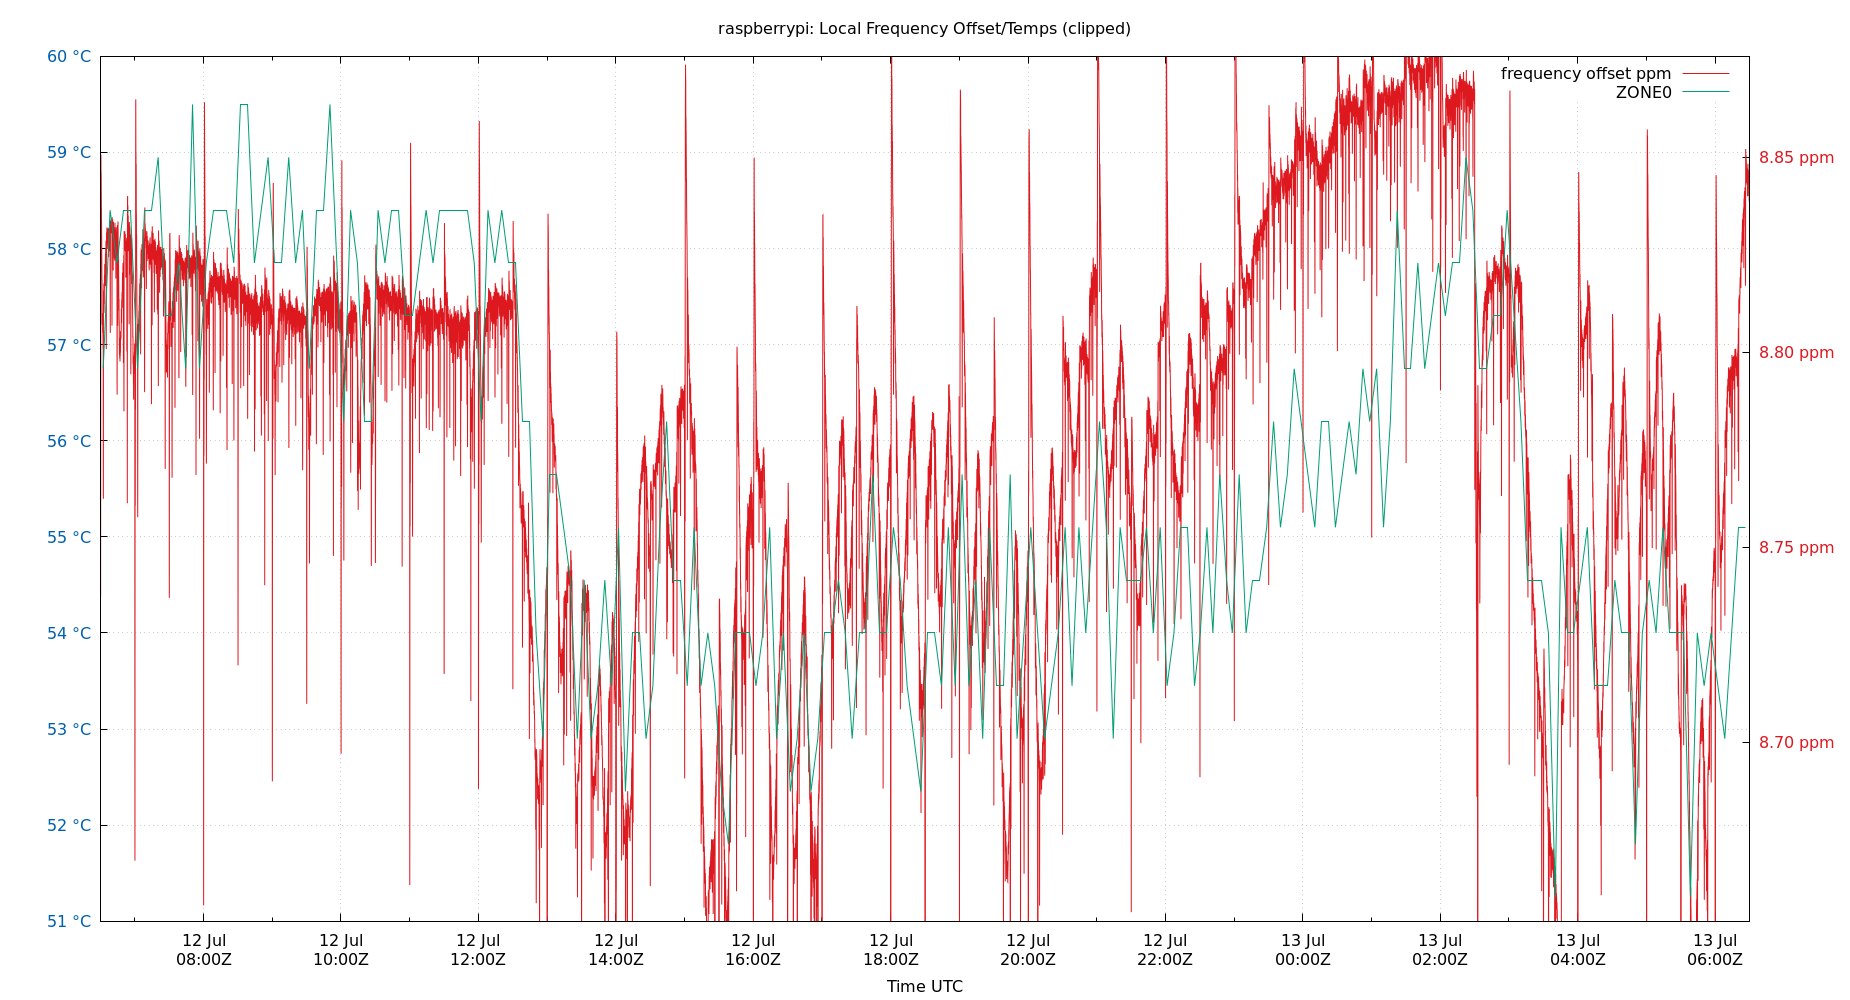 raspberrypi: Local Frequency Offset/Temps (clipped)
frequency offset ppm
ZONE0
60 °C
59 °C
58 °C
57 °C
56 °C
55 °C
54 °C
53 °C
52 °C
51 °C
8.85 ppm
8.80 ppm
8.75 ppm
8.70 ppm
12 Jul 12 Jul 12 Jul 12 Jul 12 Jul 12 Jul 12 Jul 12 Jul 13 Jul 13 Jul 13 Jul 13 Jul
08:00Z 10:00Z 12:00Z 14:00Z 16:00Z 18:00Z 20:00Z 22:00Z 00:00Z 02:00Z 04:00Z 06:00Z
Time UTC